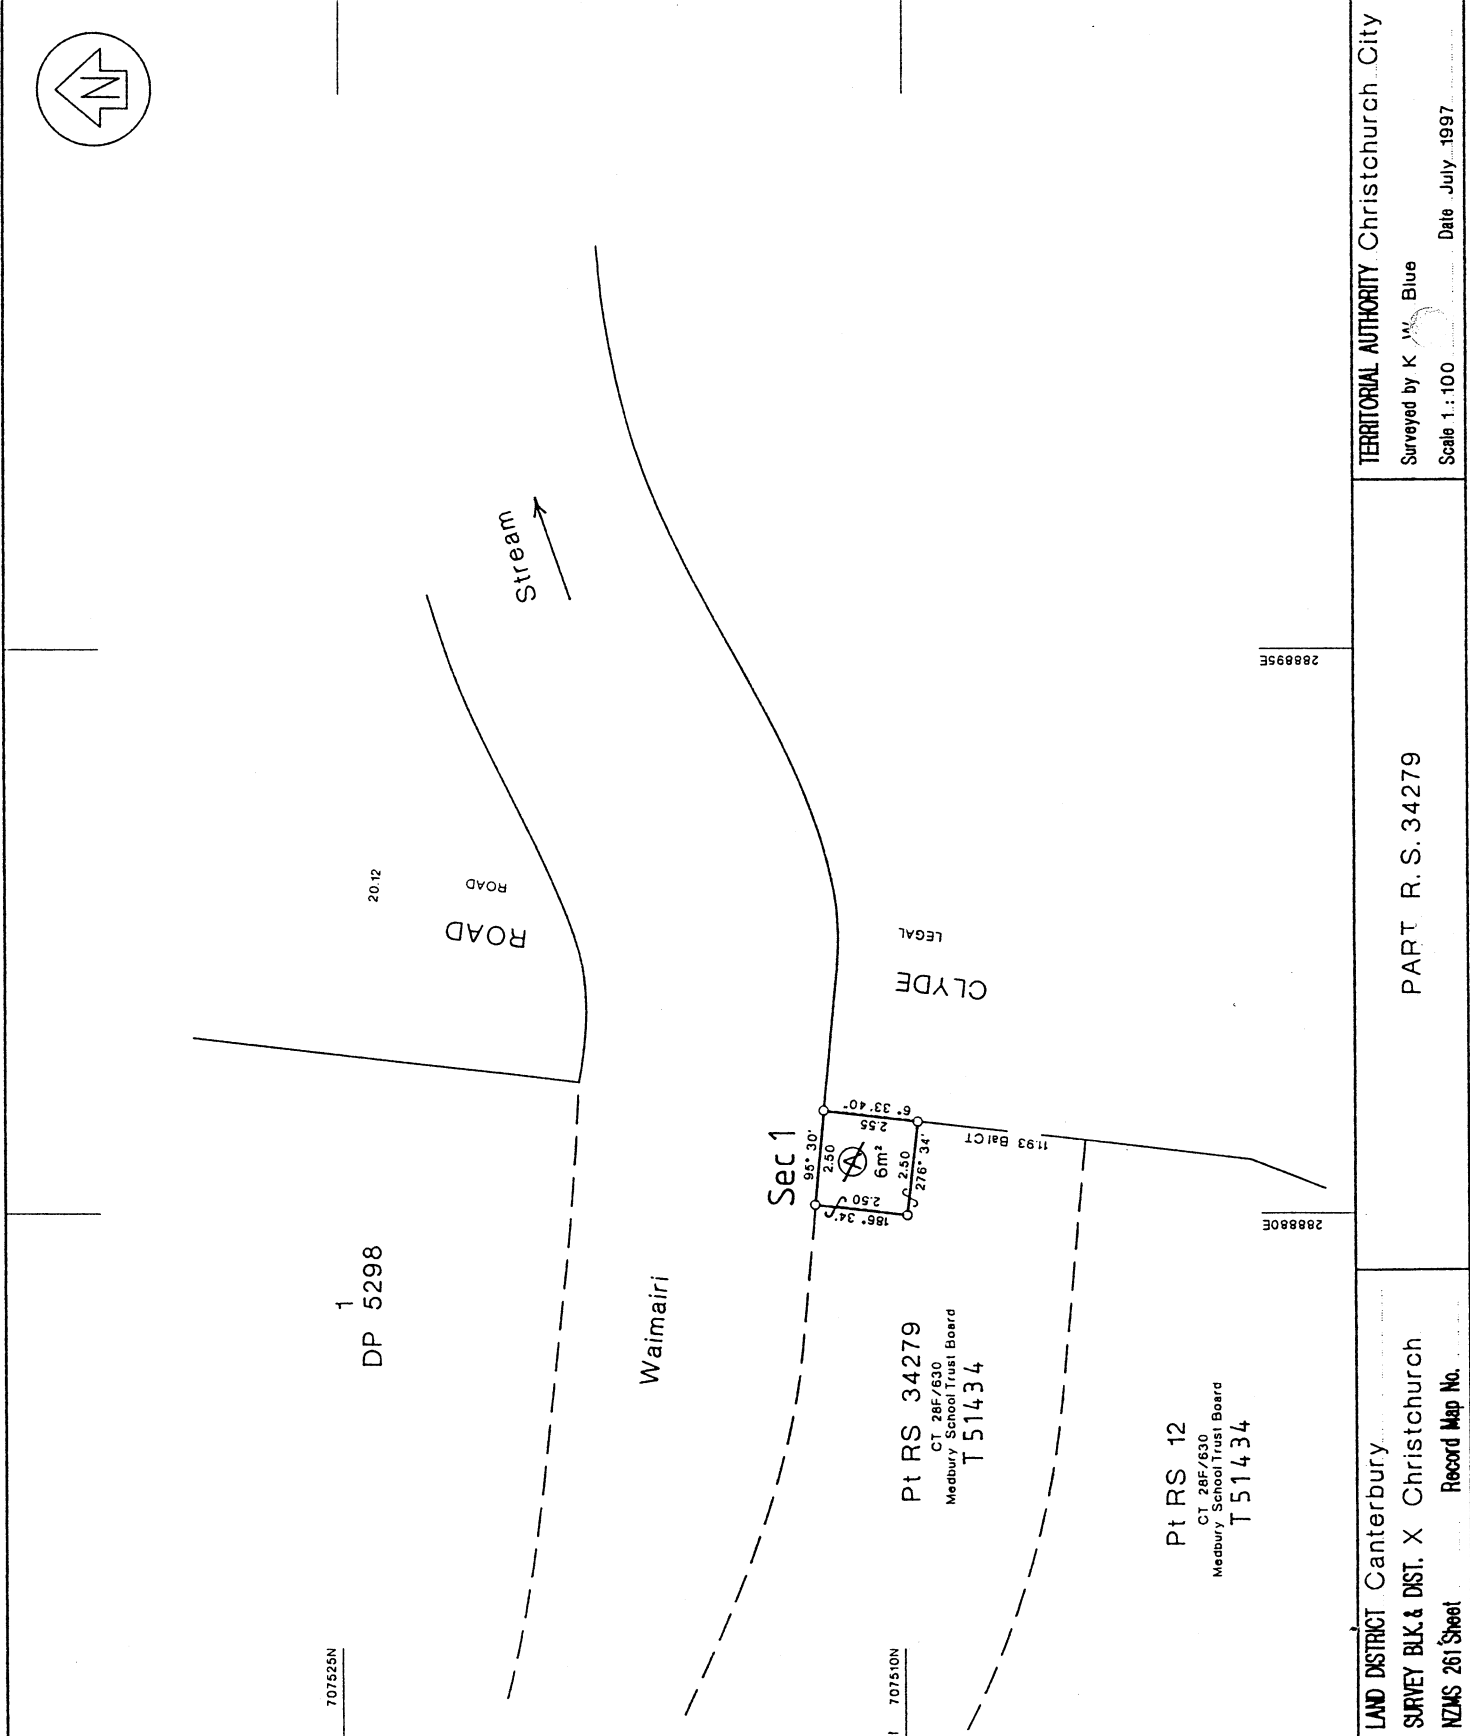 N
Stream
20.12
ROAD
ROAD
LEGAL
CLYDE
Sec 1
95° 30'
2.50
A
6m²
6° 33' 40"
2.55
2.50
276° 34'
2.50
186° 34'
11.93 Bal CT
1
DP 5298
Waimairi
Pt RS 34279
CT 28F/630
Medbury School Trust Board
T 51434
Pt RS 12
CT 28F/630
Medbury School Trust Board
T 51434
707525N
707510N
288895E
288880E
LAND DISTRICT Canterbury
SURVEY BLK. & DIST. X Christchurch
NZMS 261 Sheet Record Map No.
PART R.S. 34279
TERRITORIAL AUTHORITY Christchurch City
Surveyed by K W Blue
Scale 1:100 Date July 1997